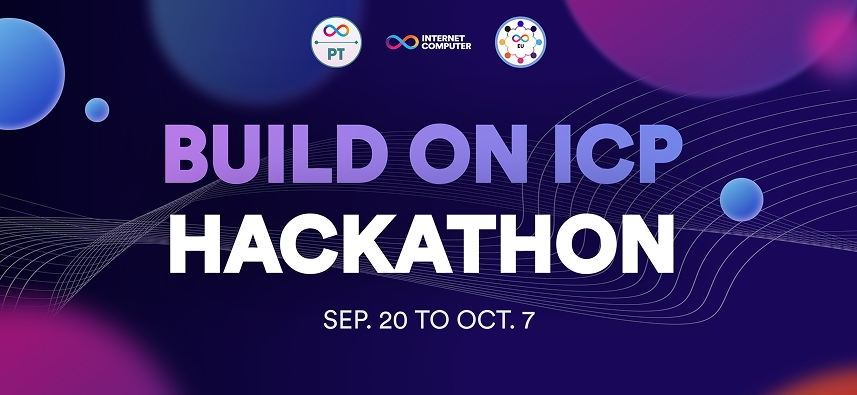 PT
INTERNET
COMPUTER
EU
BUILD ON ICP
HACKATHON
SEP. 20 TO OCT. 7